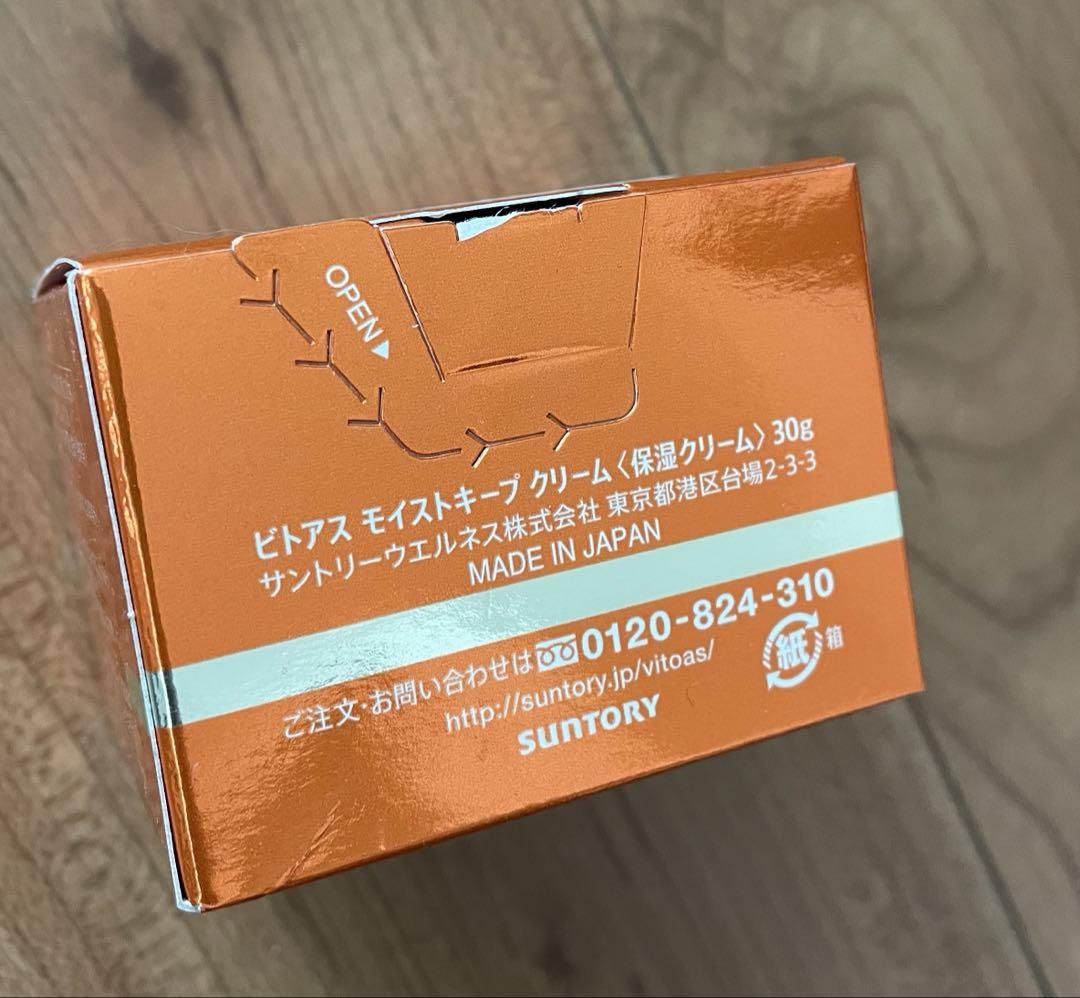 OPEN▶
ビトアス モイストキープ クリーム〈保湿クリーム〉30g
サントリーウエルネス株式会社 東京都港区台場2-3-3
MADE IN JAPAN
ご注文・お問い合わせは 0120-824-310
http://suntory.jp/vitoas/
紙 箱
SUNTORY